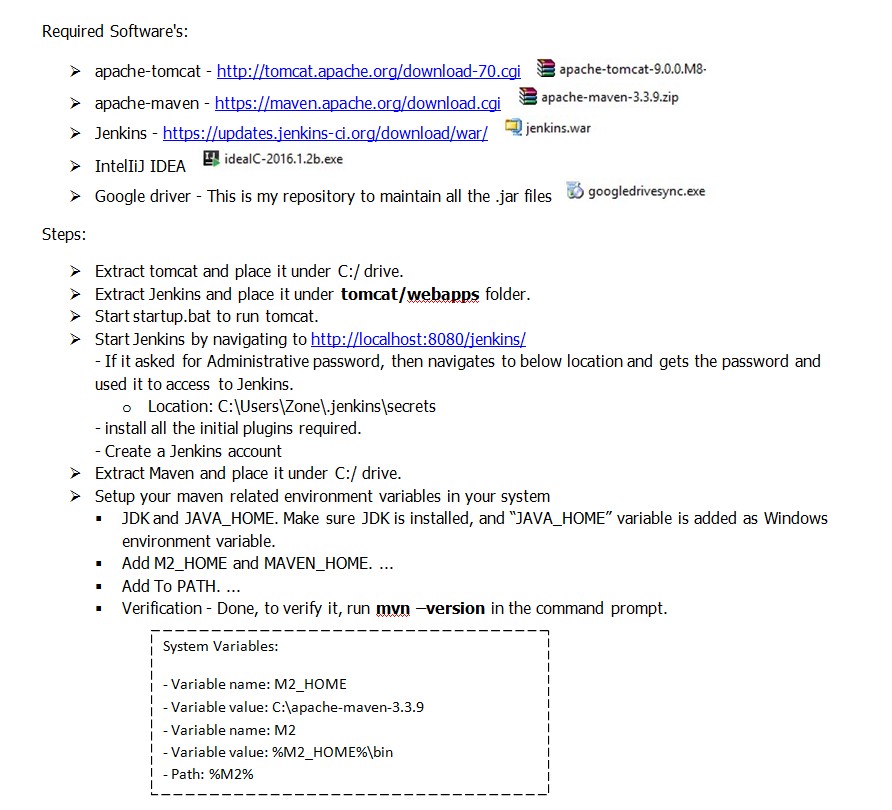 Required Software's:
➢ apache-tomcat - http://tomcat.apache.org/download-70.cgi apache-tomcat-9.0.0.M8-
➢ apache-maven - https://maven.apache.org/download.cgi apache-maven-3.3.9.zip
➢ Jenkins - https://updates.jenkins-ci.org/download/war/ jenkins.war
➢ IntelIiJ IDEA ideaIC-2016.1.2b.exe
➢ Google driver - This is my repository to maintain all the .jar files googledrivesync.exe
Steps:
➢ Extract tomcat and place it under C:/ drive.
➢ Extract Jenkins and place it under tomcat/webapps folder.
➢ Start startup.bat to run tomcat.
➢ Start Jenkins by navigating to http://localhost:8080/jenkins/
- If it asked for Administrative password, then navigates to below location and gets the password and
used it to access to Jenkins.
o Location: C:\Users\Zone\.jenkins\secrets
- install all the initial plugins required.
- Create a Jenkins account
➢ Extract Maven and place it under C:/ drive.
➢ Setup your maven related environment variables in your system
▪ JDK and JAVA_HOME. Make sure JDK is installed, and “JAVA_HOME” variable is added as Windows
environment variable.
▪ Add M2_HOME and MAVEN_HOME. ...
▪ Add To PATH. ...
▪ Verification - Done, to verify it, run mvn –version in the command prompt.
System Variables:
- Variable name: M2_HOME
- Variable value: C:\apache-maven-3.3.9
- Variable name: M2
- Variable value: %M2_HOME%\bin
- Path: %M2%